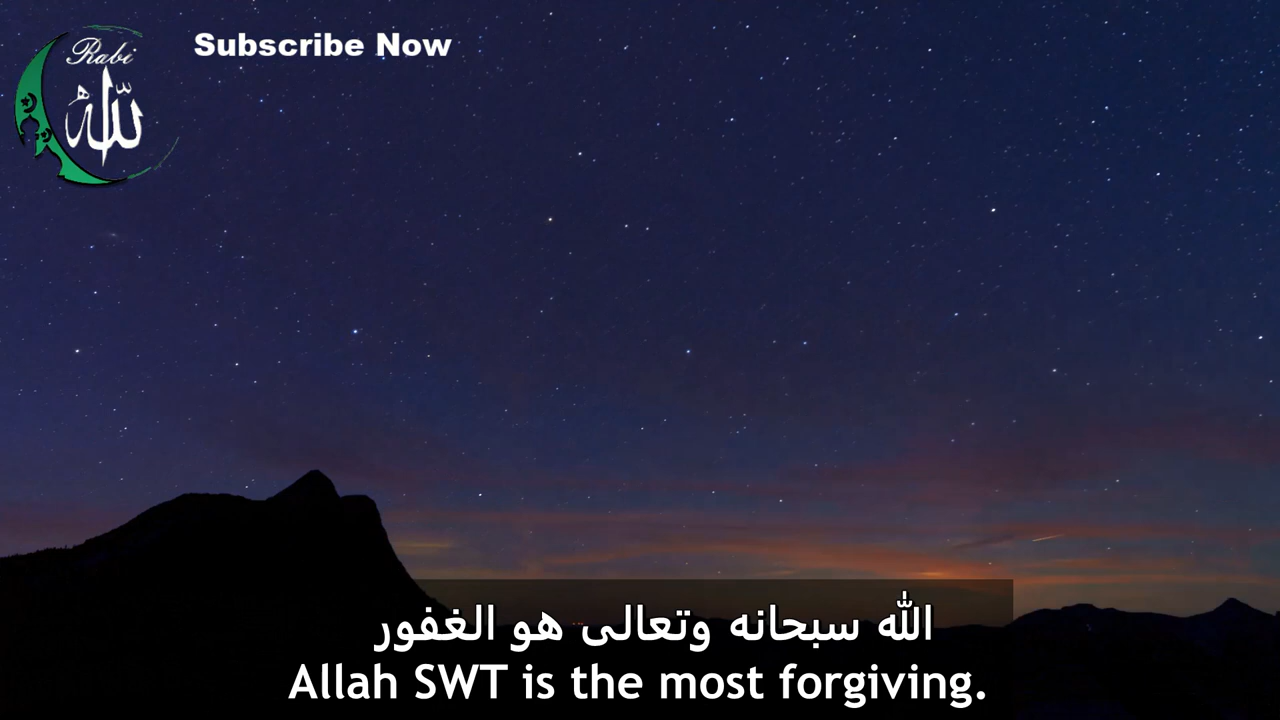 Rabi
الله
Subscribe Now
الله سبحانه وتعالى هو الغفور
Allah SWT is the most forgiving.